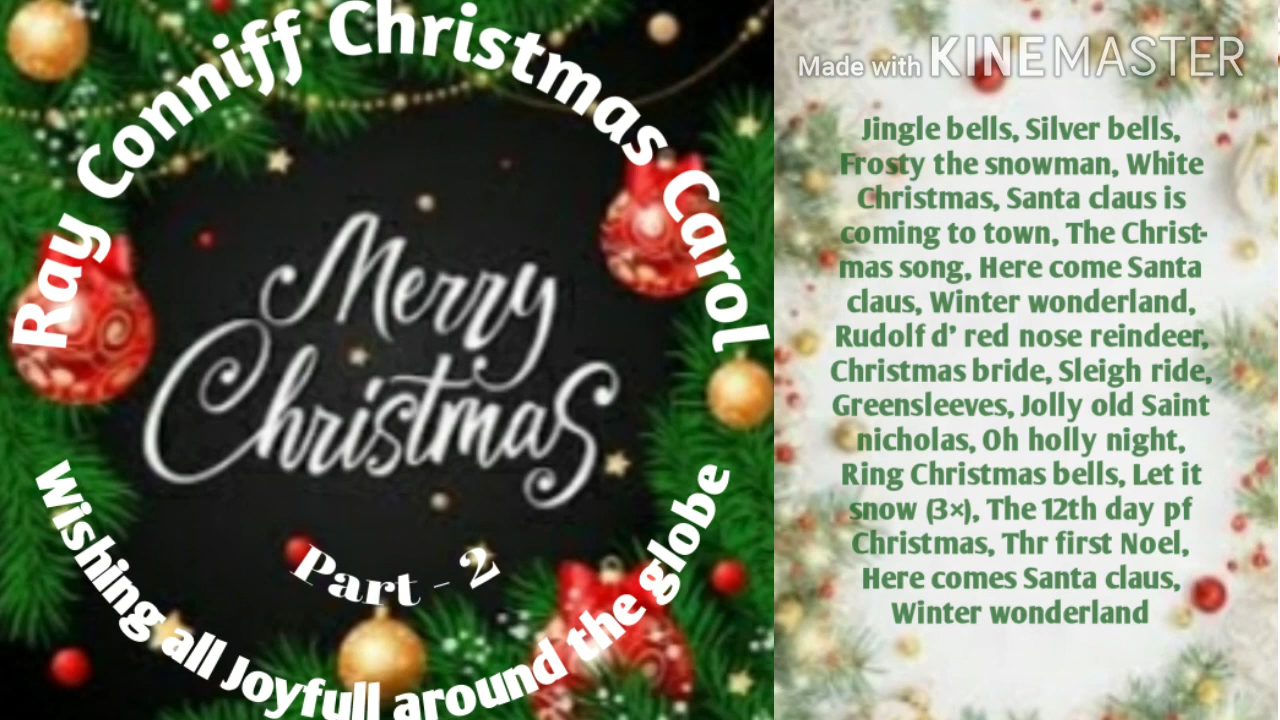 Ray Conniff Christmas Carol
Merry
Christmas
Part - 2
Wishing all Joyfull around the globe
Made with KINEMASTER
Jingle bells, Silver bells,
Frosty the snowman, White
Christmas, Santa claus is
coming to town, The Christ-
mas song, Here come Santa
claus, Winter wonderland,
Rudolf d' red nose reindeer,
Christmas bride, Sleigh ride,
Greensleeves, Jolly old Saint
nicholas, Oh holly night,
Ring Christmas bells, Let it
snow (3×), The 12th day pf
Christmas, Thr first Noel,
Here comes Santa claus,
Winter wonderland